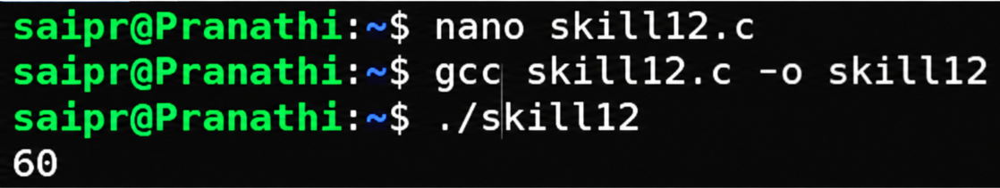 saipr@Pranathi:~$ nano skill12.c
saipr@Pranathi:~$ gcc skill12.c -o skill12
saipr@Pranathi:~$ ./skill12
60